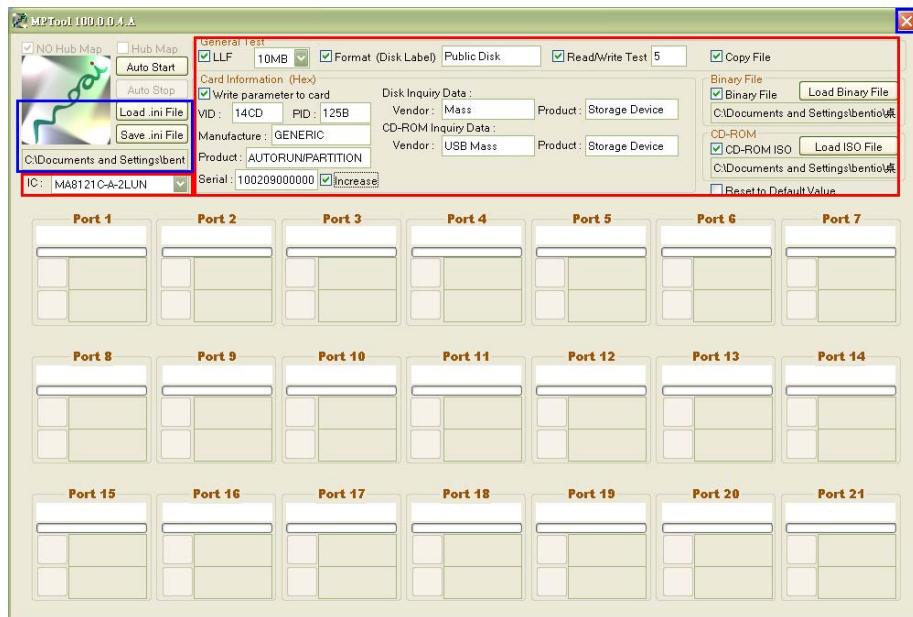 MPTool 100.0.0.4.A
NO Hub Map
Hub Map
Auto Start
Auto Stop
Load .ini File
Save .ini File
C:\Documents and Settings\bent
IC : MA8121C-A-2LUN
General Test
LLF 10MB Format (Disk Label) Public Disk Read/Write Test 5 Copy File
Card Information (Hex)
Write parameter to card
VID : 14CD PID : 125B
Manufacture : GENERIC
Product : AUTORUN/PARTITION
Serial : 100209000000 Increase
Disk Inquiry Data :
Vendor : Mass Product : Storage Device
CD-ROM Inquiry Data :
Vendor : USB Mass Product : Storage Device
Binary File
Binary File Load Binary File
C:\Documents and Settings\bentio\桌
CD-ROM
CD-ROM ISO Load ISO File
C:\Documents and Settings\bentio\桌
Reset to Default Value
Port 1 Port 2 Port 3 Port 4 Port 5 Port 6 Port 7
Port 8 Port 9 Port 10 Port 11 Port 12 Port 13 Port 14
Port 15 Port 16 Port 17 Port 18 Port 19 Port 20 Port 21